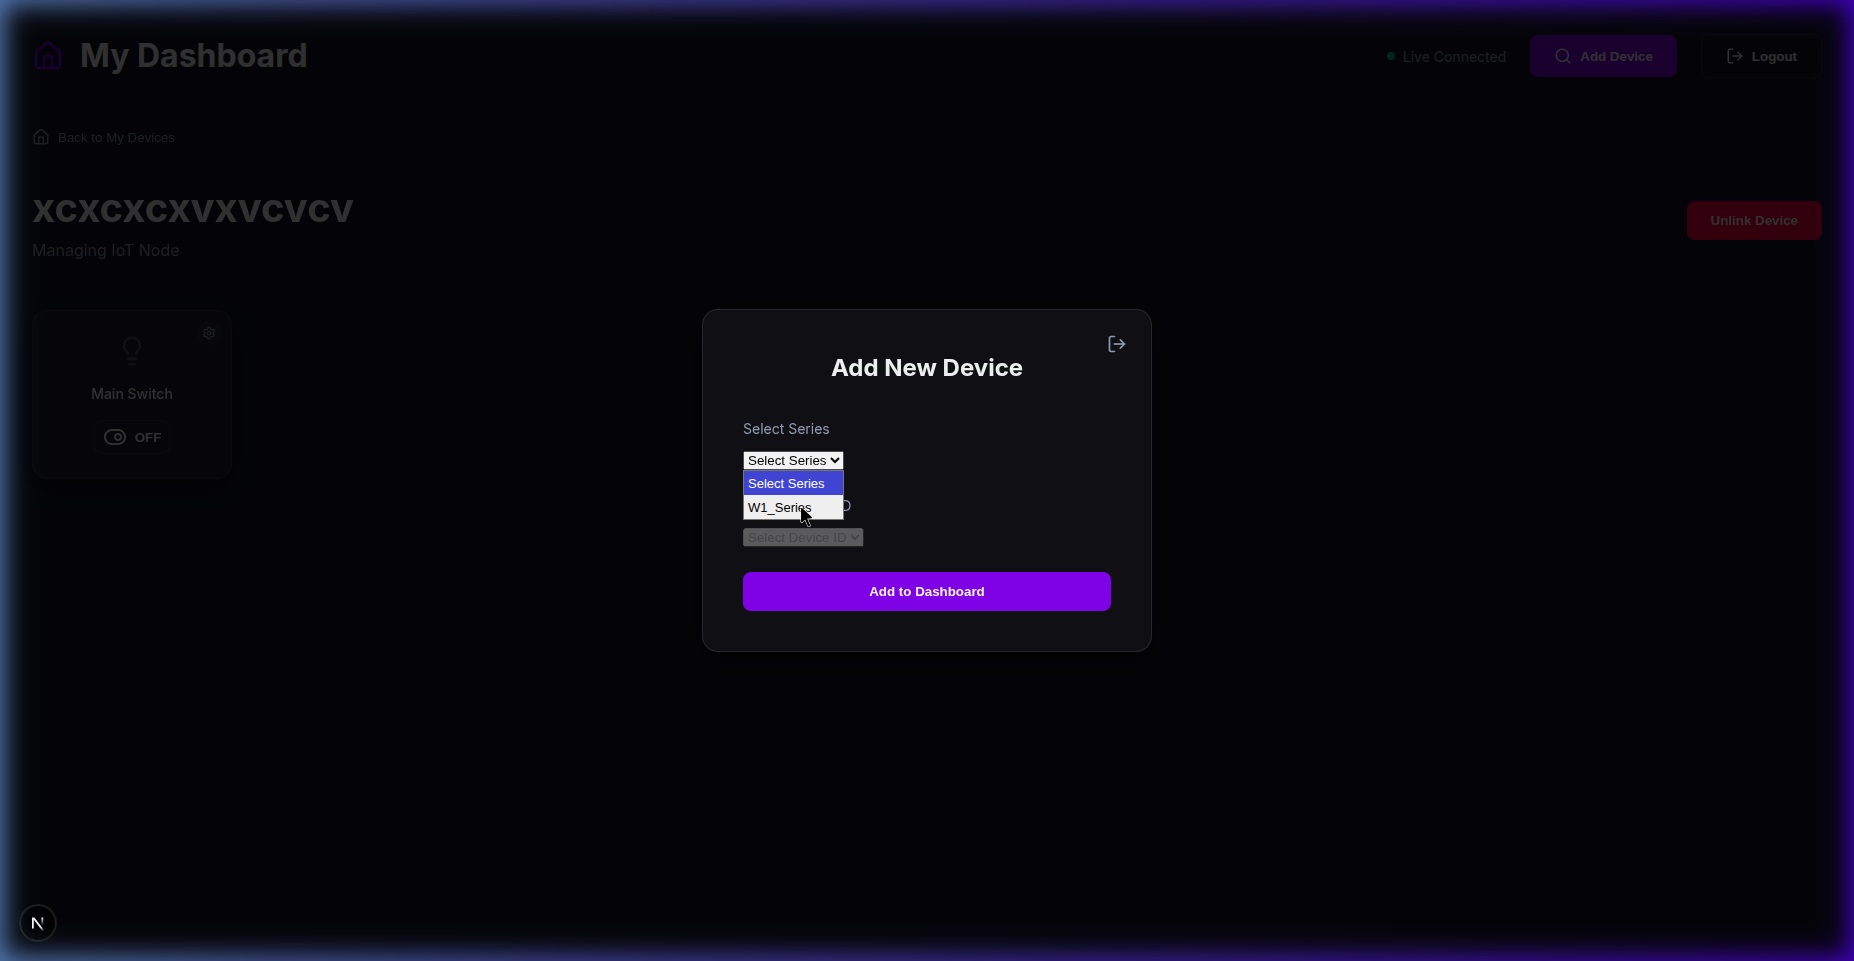 My Dashboard
Live Connected
Add Device
Logout
Back to My Devices
xcxcxcxvxvcvcv
Managing IoT Node
Unlink Device
Main Switch
OFF
Add New Device
Select Series
Select Series
Select Series
W1_Series
D
Select Device ID
Add to Dashboard
N